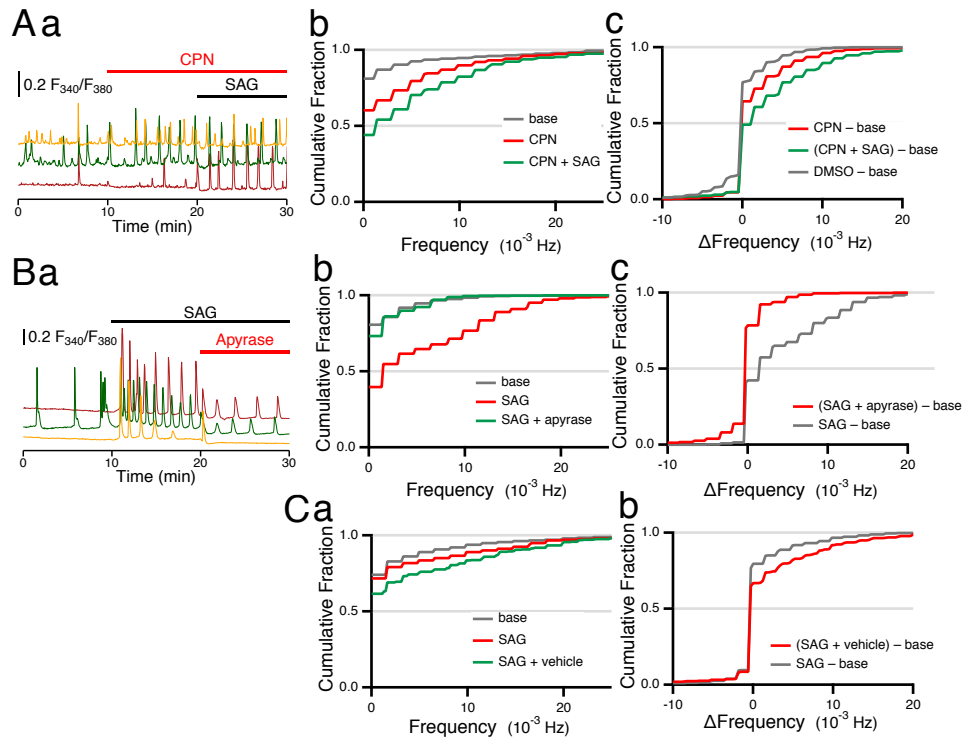 Aa
CPN
SAG
0.2 F340/F380
0 10 20 30
Time (min)
b
Cumulative Fraction
1.0
0.5
0.0
base
CPN
CPN + SAG
0 10 20
Frequency (10-3 Hz)
c
Cumulative Fraction
1.0
0.5
0.0
CPN – base
(CPN + SAG) – base
DMSO – base
-10 0 10 20
ΔFrequency (10-3 Hz)
Ba
SAG
Apyrase
0.2 F340/F380
0 10 20 30
Time (min)
b
Cumulative Fraction
1.0
0.5
0.0
base
SAG
SAG + apyrase
0 10 20
Frequency (10-3 Hz)
c
Cumulative Fraction
1.0
0.5
0.0
(SAG + apyrase) – base
SAG – base
-10 0 10 20
ΔFrequency (10-3 Hz)
Ca
Cumulative Fraction
1.0
0.5
0.0
base
SAG
SAG + vehicle
0 10 20
Frequency (10-3 Hz)
b
Cumulative Fraction
1.0
0.5
0.0
(SAG + vehicle) – base
SAG – base
-10 0 10 20
ΔFrequency (10-3 Hz)